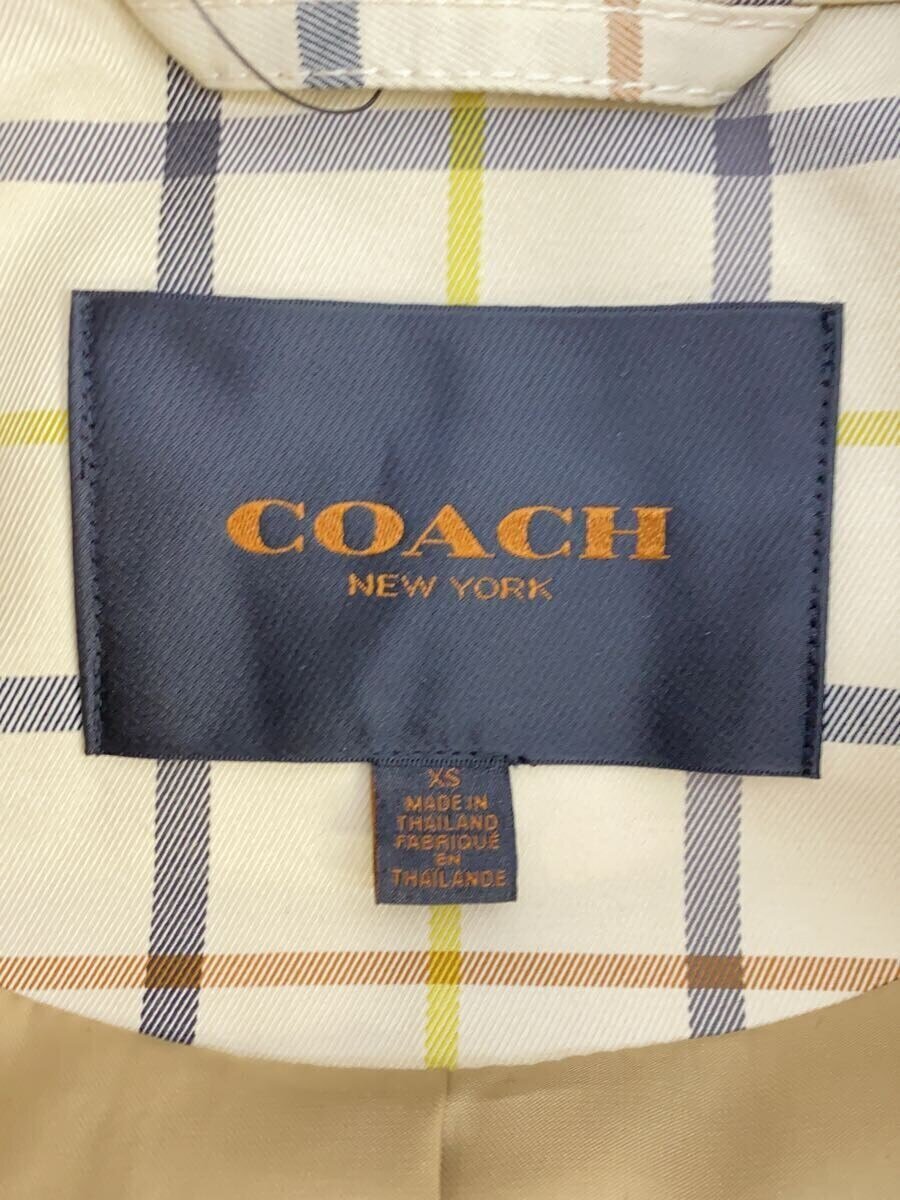 COACH
NEW YORK
XS
MADE IN
THAILAND
FABRIQUÉ
EN
THAÏLANDE